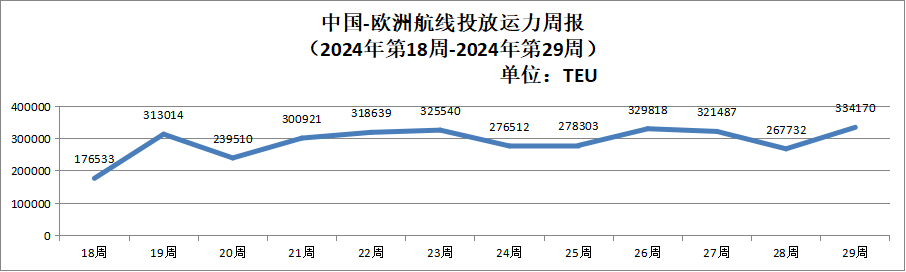 中国-欧洲航线投放运力周报
（2024年第18周-2024年第29周）
单位：TEU
400000
300000
200000
100000
0
176533
313014
239510
300921
318639
325540
276512
278303
329818
321487
267732
334170
18周
19周
20周
21周
22周
23周
24周
25周
26周
27周
28周
29周